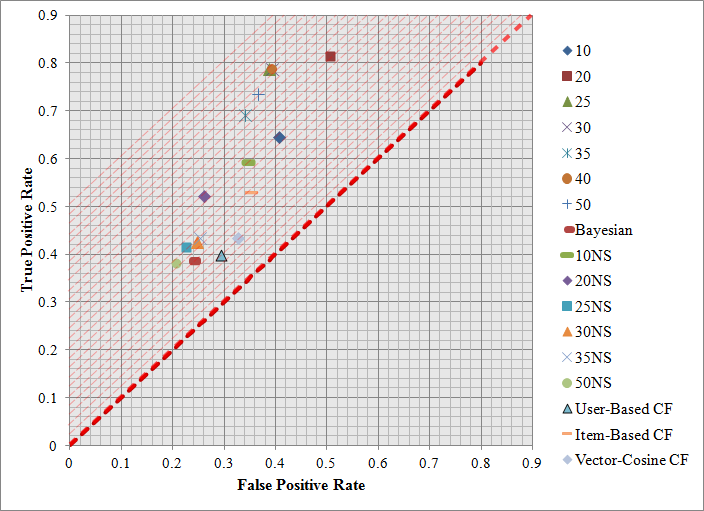 0.9
0.8
0.7
0.6
0.5
0.4
0.3
0.2
0.1
0
True Positive Rate
0 0.1 0.2 0.3 0.4 0.5 0.6 0.7 0.8 0.9
False Positive Rate
10
20
25
30
35
40
50
Bayesian
10NS
20NS
25NS
30NS
35NS
50NS
User-Based CF
Item-Based CF
Vector-Cosine CF